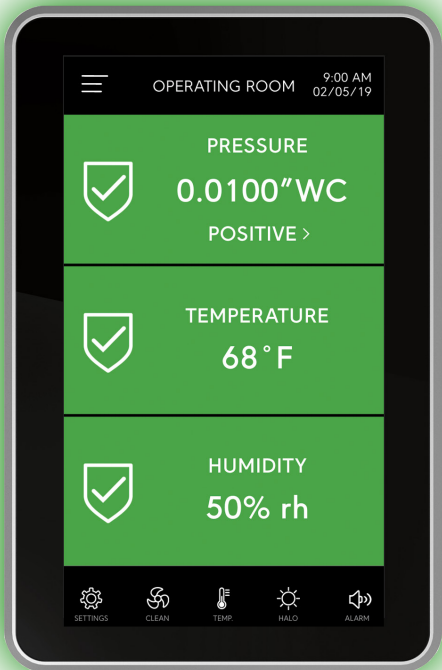 OPERATING ROOM
9:00 AM
02/05/19
PRESSURE
0.0100"WC
POSITIVE >
TEMPERATURE
68°F
HUMIDITY
50% rh
SETTINGS
CLEAN
TEMP.
HALO
ALARM